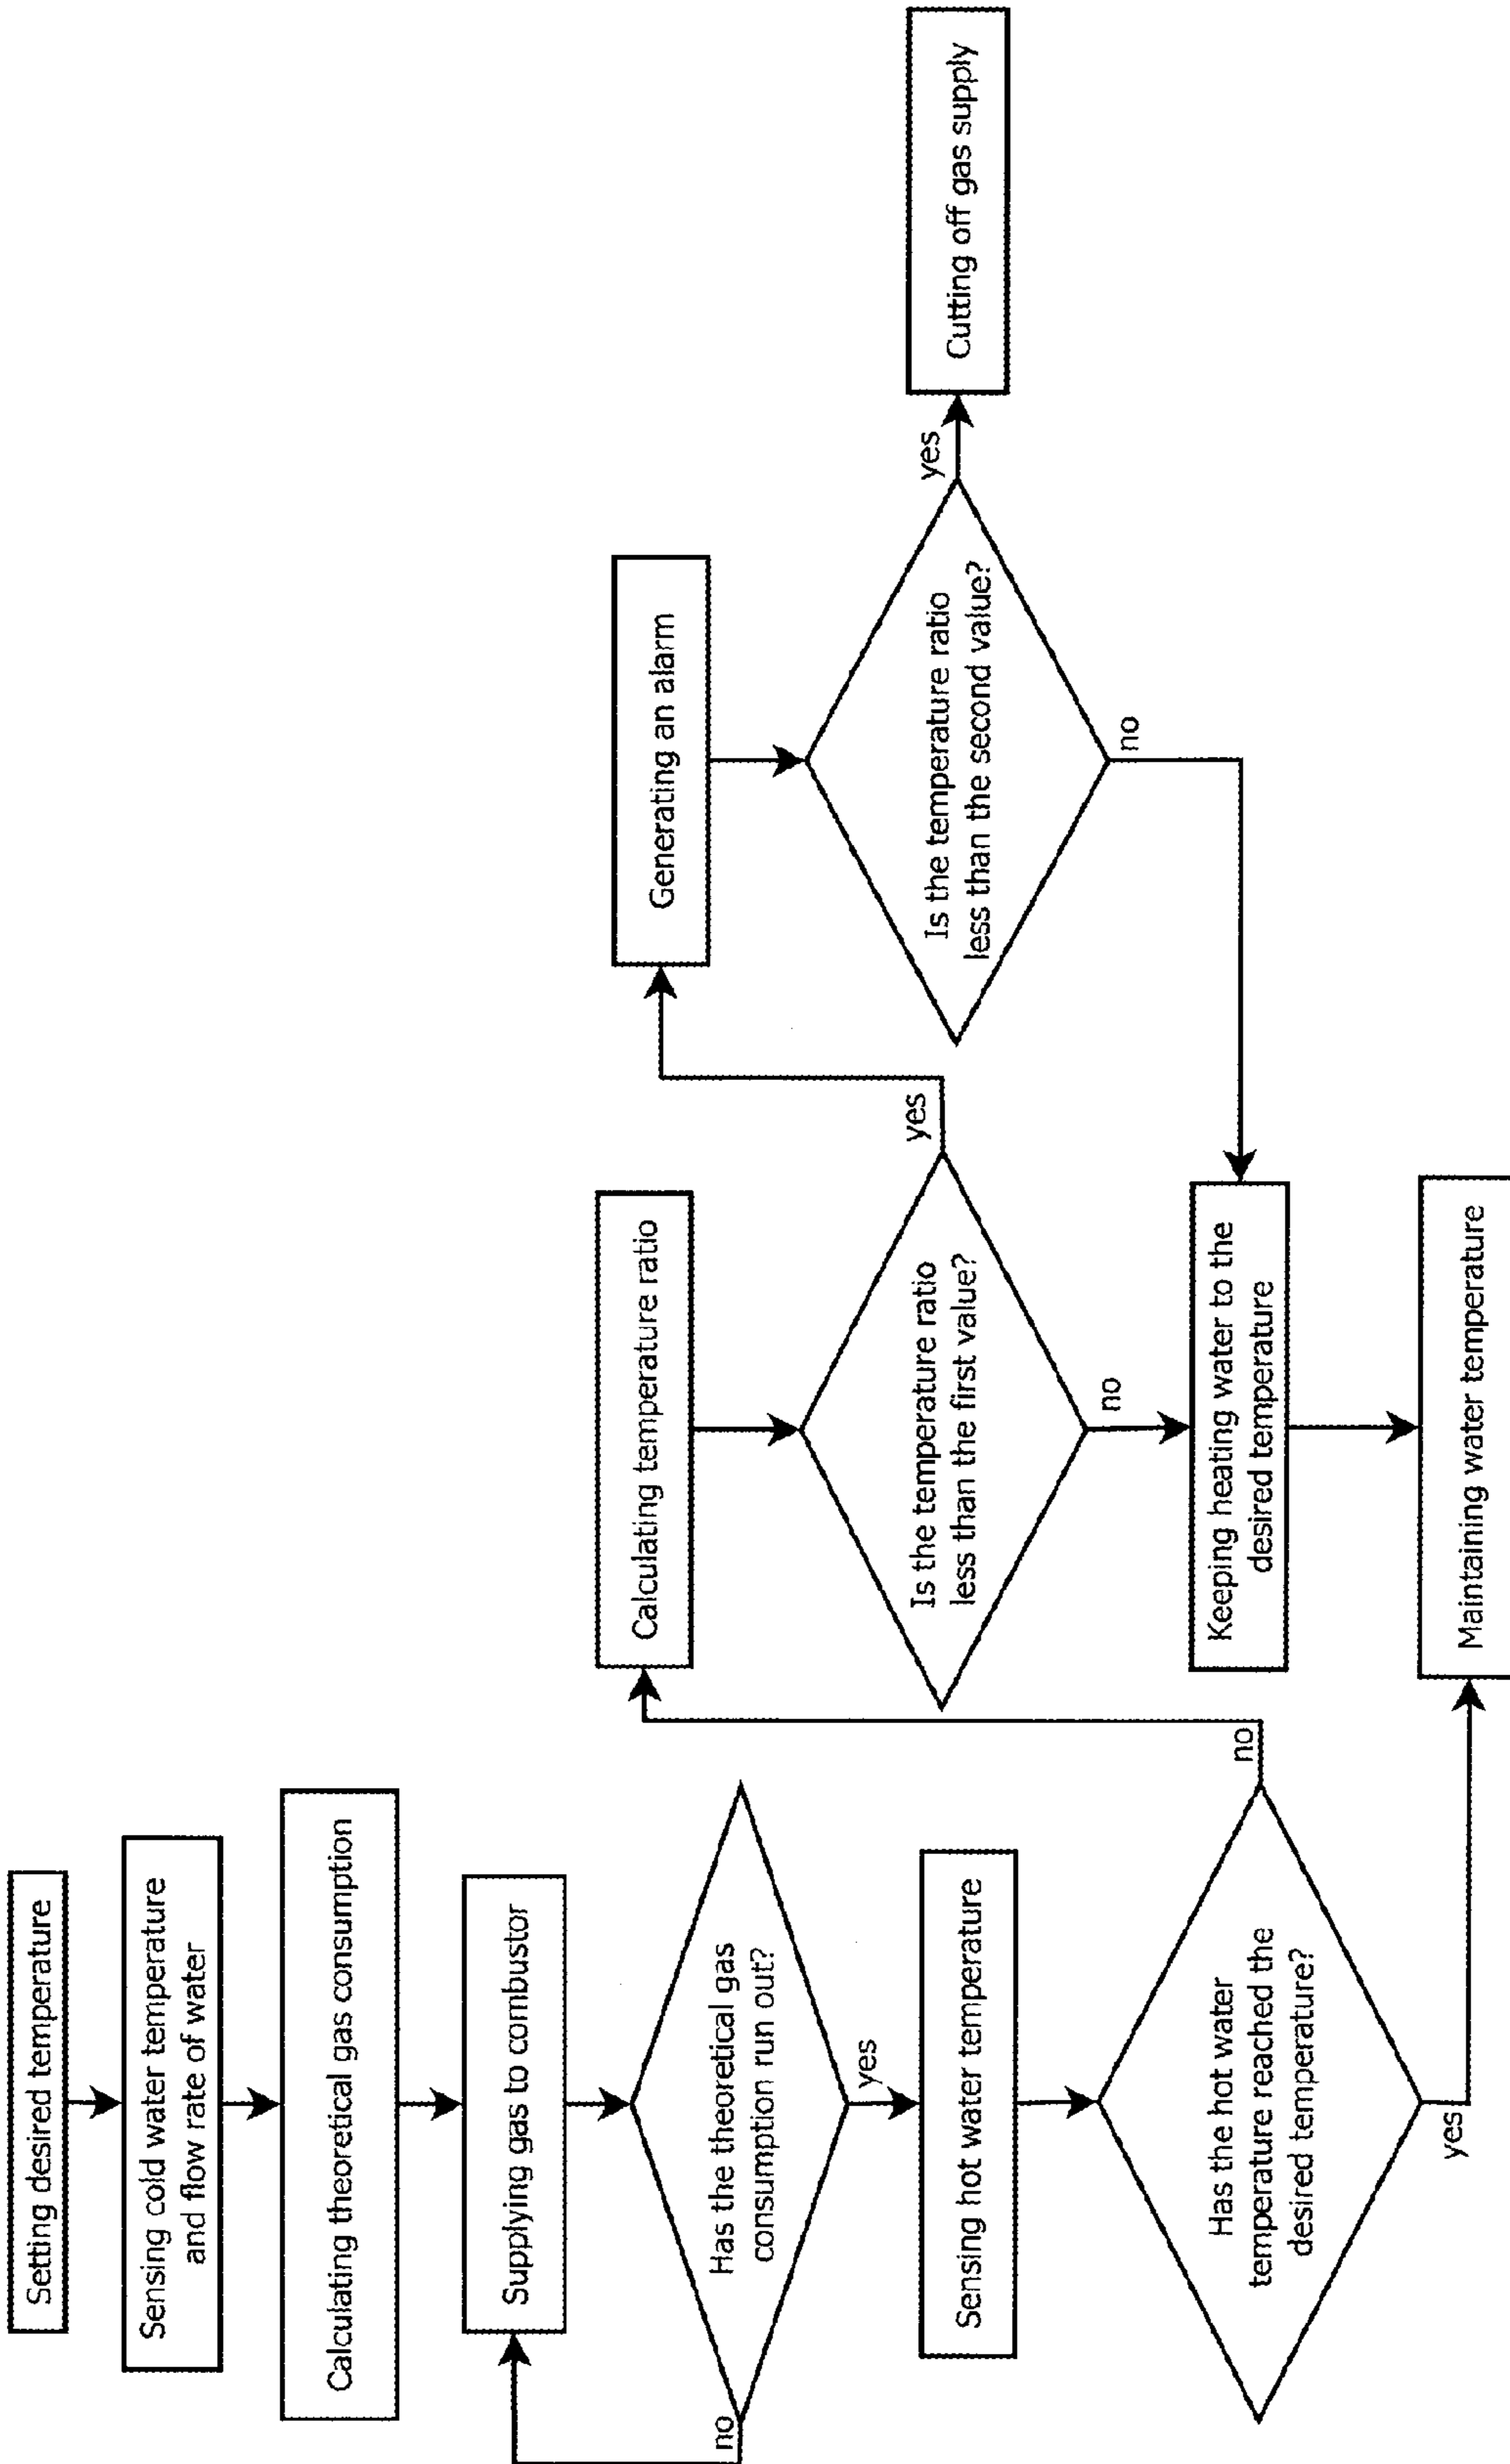 Setting desired temperature
Sensing cold water temperature
and flow rate of water
Calculating theoretical gas consumption
Supplying gas to combustor
Has the theoretical gas
consumption run out?
no
yes
Sensing hot water temperature
Has the hot water
temperature reached the
desired temperature?
no
yes
Calculating temperature ratio
Is the temperature ratio
less than the first value?
yes
no
Keeping heating water to the
desired temperature
Maintaining water temperature
Generating an alarm
Is the temperature ratio
less than the second value?
yes
no
Cutting off gas supply